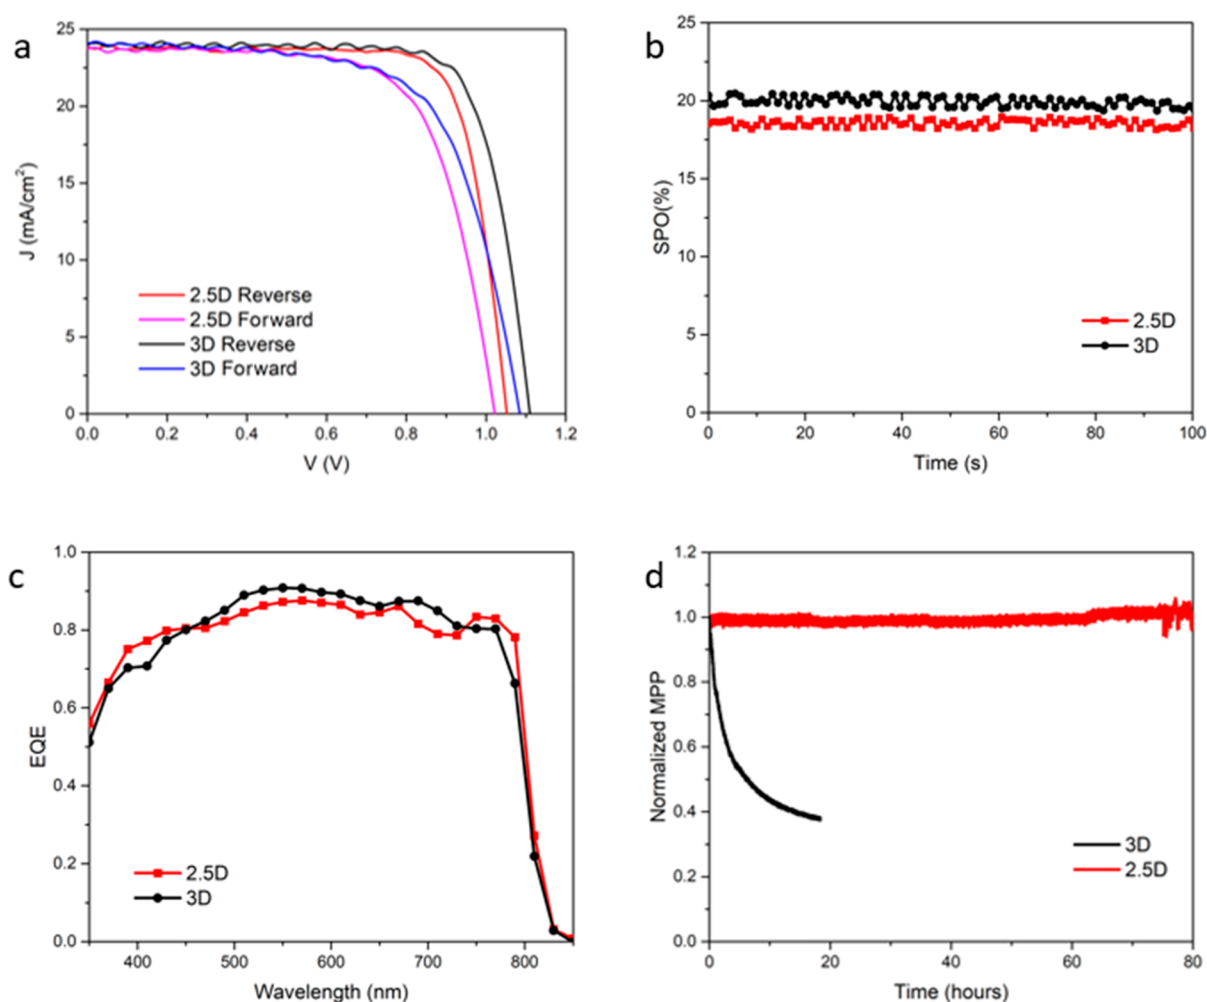 a
25
20
15
10
5
0
J (mA/cm²)
2.5D Reverse
2.5D Forward
3D Reverse
3D Forward
0.0 0.2 0.4 0.6 0.8 1.0 1.2
V (V)
b
25
20
15
10
5
0
SPO(%)
2.5D
3D
0 20 40 60 80 100
Time (s)
c
1.0
0.8
0.6
0.4
0.2
0.0
EQE
2.5D
3D
400 500 600 700 800
Wavelength (nm)
d
1.2
1.0
0.8
0.6
0.4
0.2
0.0
Normalized MPP
3D
2.5D
0 20 40 60 80
Time (hours)